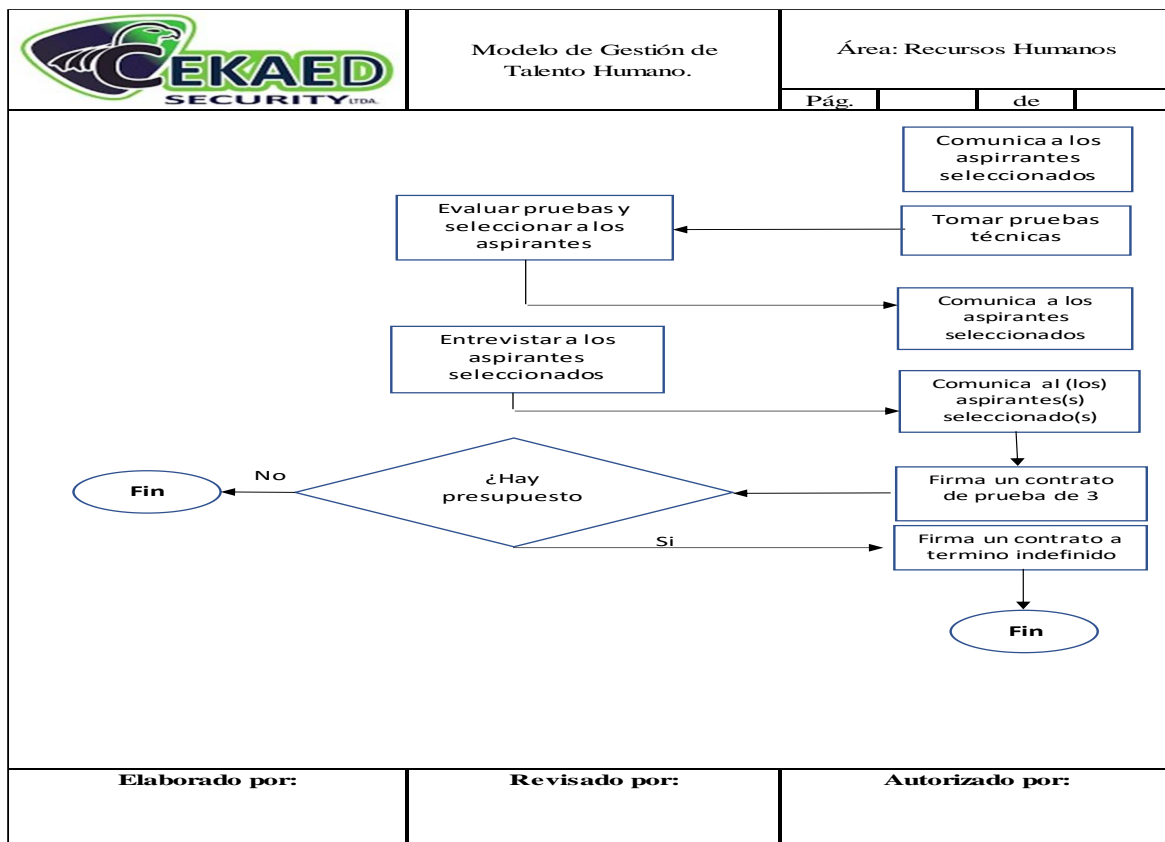 CEKAED
SECURITY LTDA.
Modelo de Gestión de
Talento Humano.
Área: Recursos Humanos
Pág.
de
Comunica a los
aspirrantes
seleccionados
Evaluar pruebas y
seleccionar a los
aspirantes
Tomar pruebas
técnicas
Comunica a los
aspirantes
seleccionados
Entrevistar a los
aspirantes
seleccionados
Comunica al (los)
aspirantes(s)
seleccionado(s)
¿Hay
presupuesto
No
Fin
Firma un contrato
de prueba de 3
Si
Firma un contrato a
termino indefinido
Fin
Elaborado por:
Revisado por:
Autorizado por: